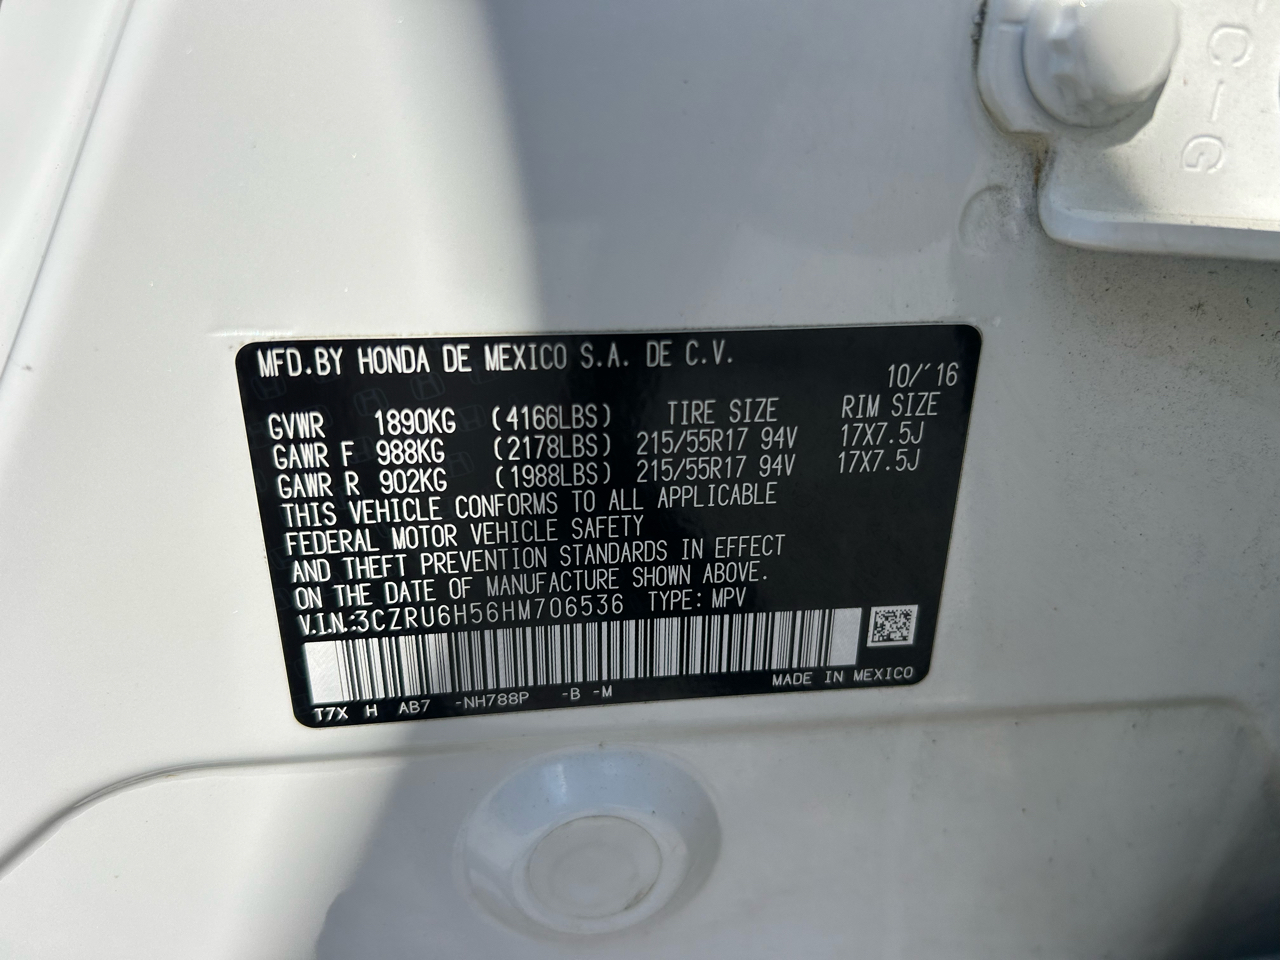 C-G
MFD.BY HONDA DE MEXICO S.A. DE C.V.
10/'16
GVWR 1890KG (4166LBS) TIRE SIZE RIM SIZE
GAWR F 988KG (2178LBS) 215/55R17 94V 17X7.5J
GAWR R 902KG (1988LBS) 215/55R17 94V 17X7.5J
THIS VEHICLE CONFORMS TO ALL APPLICABLE
FEDERAL MOTOR VEHICLE SAFETY
AND THEFT PREVENTION STANDARDS IN EFFECT
ON THE DATE OF MANUFACTURE SHOWN ABOVE.
V.I.N.:3CZRU6H56HM706536 TYPE: MPV
MADE IN MEXICO
T7X H AB7 -NH788P -B -M